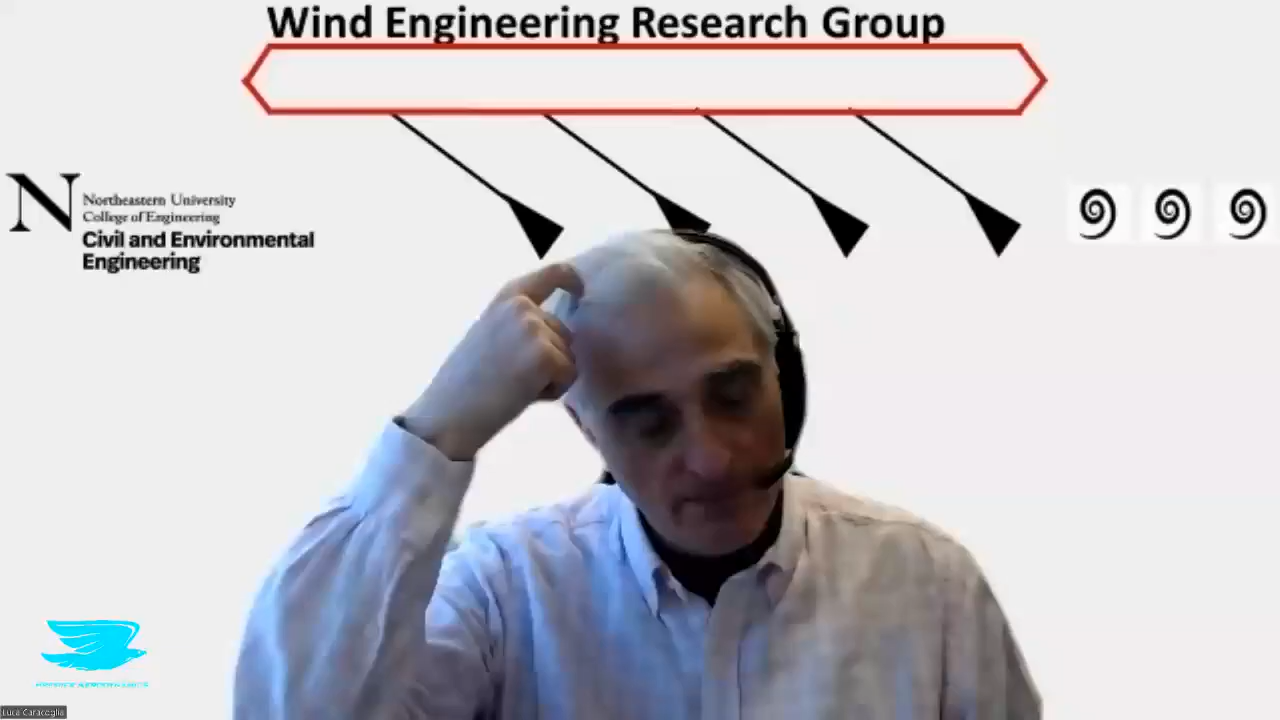 Wind Engineering Research Group
Northeastern University
College of Engineering
Civil and Environmental
Engineering
Luca Caracoglia